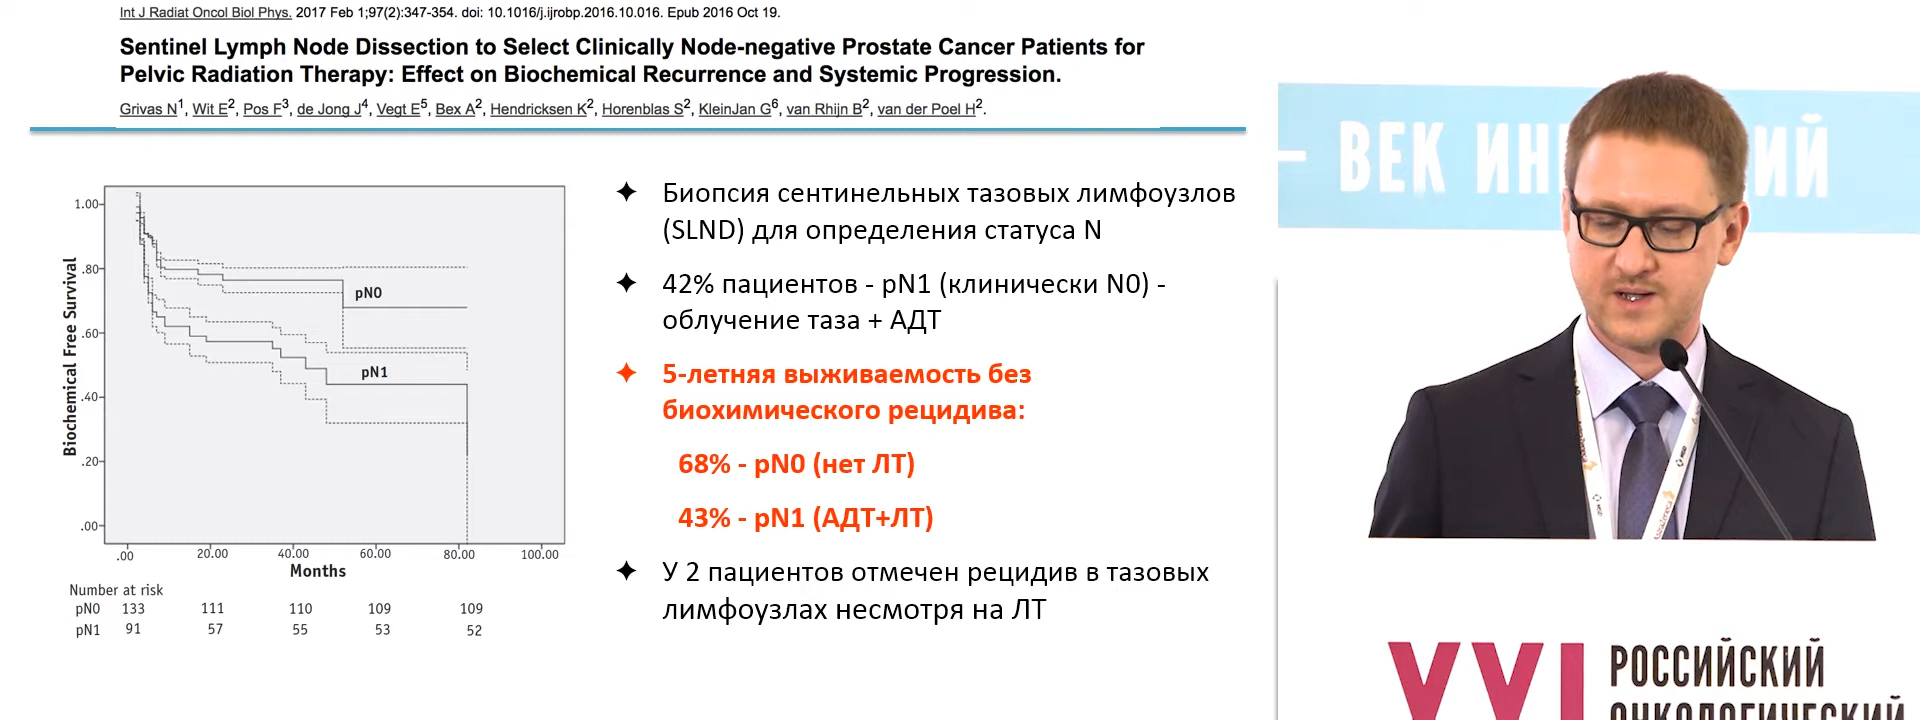 Int J Radiat Oncol Biol Phys. 2017 Feb 1;97(2):347-354. doi: 10.1016/j.ijrobp.2016.10.016. Epub 2016 Oct 19.
Sentinel Lymph Node Dissection to Select Clinically Node-negative Prostate Cancer Patients for
Pelvic Radiation Therapy: Effect on Biochemical Recurrence and Systemic Progression.
Grivas N1, Wit E2, Pos F3, de Jong J4, Vegt E5, Bex A2, Hendricksen K2, Horenblas S2, KleinJan G6, van Rhijn B2, van der Poel H2.
Biochemical Free Survival
1.00
.80
.60
.40
.20
.00
pN0
pN1
.00 20.00 40.00 60.00 80.00 100.00
Months
Number at risk
pN0 133 111 110 109 109
pN1 91 57 55 53 52
✦ Биопсия сентинельных тазовых лимфоузлов
(SLND) для определения статуса N
✦ 42% пациентов - pN1 (клинически N0) -
облучение таза + АДТ
✦ 5-летняя выживаемость без
биохимического рецидива:
68% - pN0 (нет ЛТ)
43% - pN1 (АДТ+ЛТ)
✦ У 2 пациентов отмечен рецидив в тазовых
лимфоузлах несмотря на ЛТ
– ВЕК ИН ИЙ
XXI РОССИЙСКИЙ
ОНКОЛОГИЧЕСКИЙ